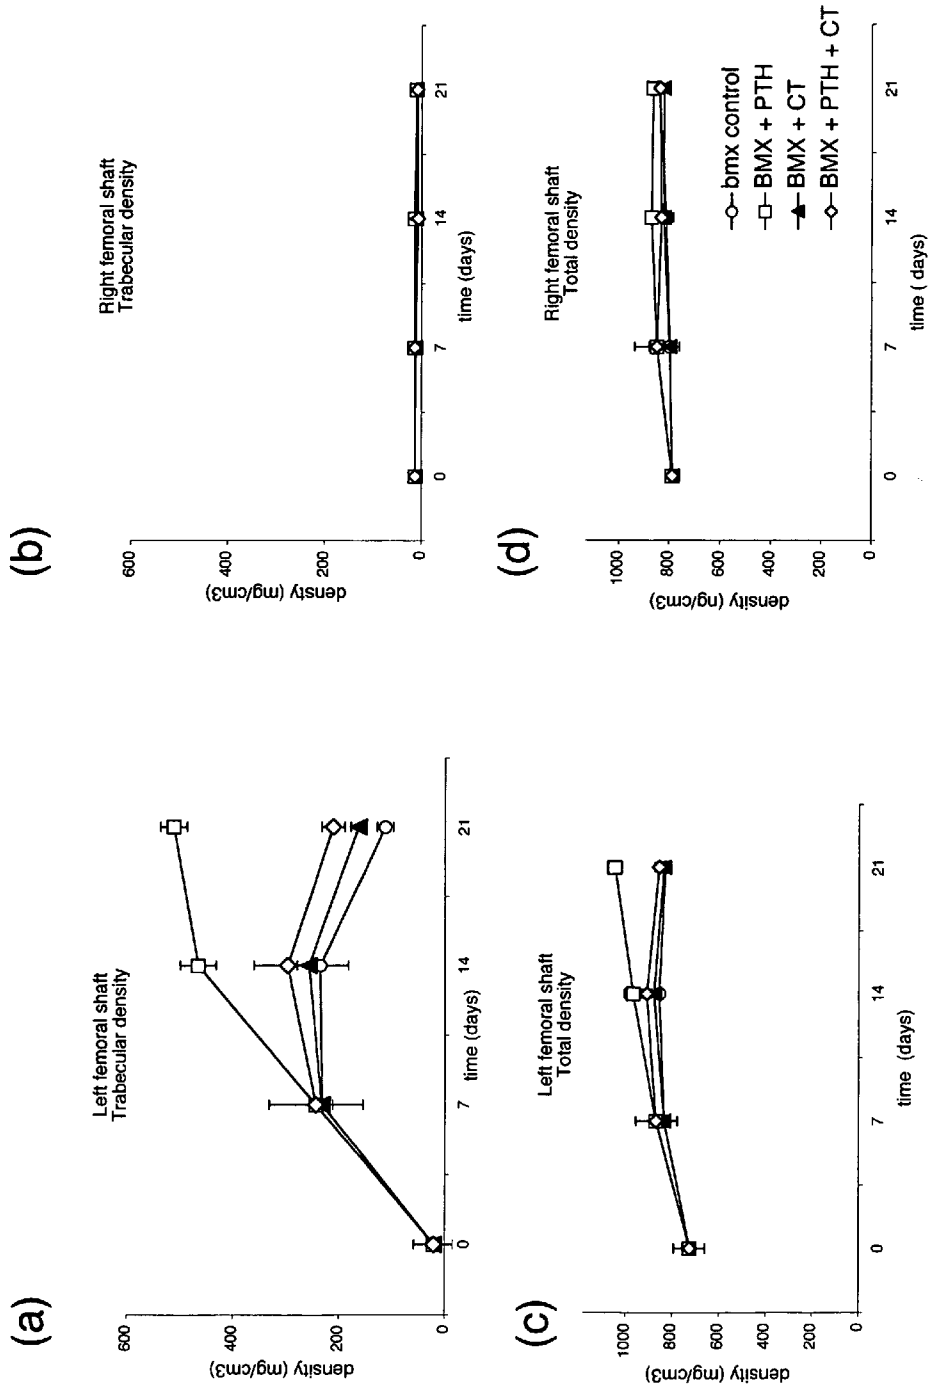 (a)
Left femoral shaft
Trabecular density
density (mg/cm3)
600
400
200
0
0 7 14 21
time (days)
(b)
Right femoral shaft
Trabecular density
densty (mg/cm3)
600
400
200
0
0 7 14 21
time (days)
(c)
Left femoral shaft
Total density
density (mg/cm3)
1000
800
600
400
200
0
0 7 14 21
time (days)
(d)
Right femoral shaft
Total density
density (ng/cm3)
1000
800
600
400
200
0
0 7 14 21
time ( days)
bmx control
BMX + PTH
BMX + CT
BMX + PTH + CT